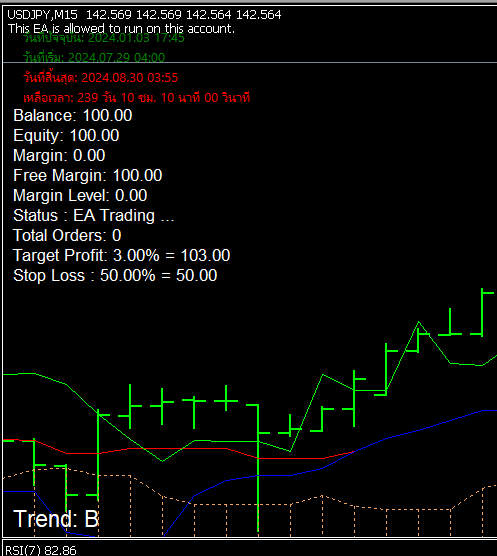 USDJPY,M15 142.569 142.569 142.564 142.564
This EA is allowed to run on this account.
วันที่ปัจจุบัน: 2024.01.03 17:45
วันที่เริ่ม: 2024.07.29 04:00
วันที่สิ้นสุด: 2024.08.30 03:55
เหลือเวลา: 239 วัน 10 ชม. 10 นาที 00 วินาที
Balance: 100.00
Equity: 100.00
Margin: 0.00
Free Margin: 100.00
Margin Level: 0.00
Status : EA Trading ...
Total Orders: 0
Target Profit: 3.00% = 103.00
Stop Loss : 50.00% = 50.00
Trend: B
RSI(7) 82.86